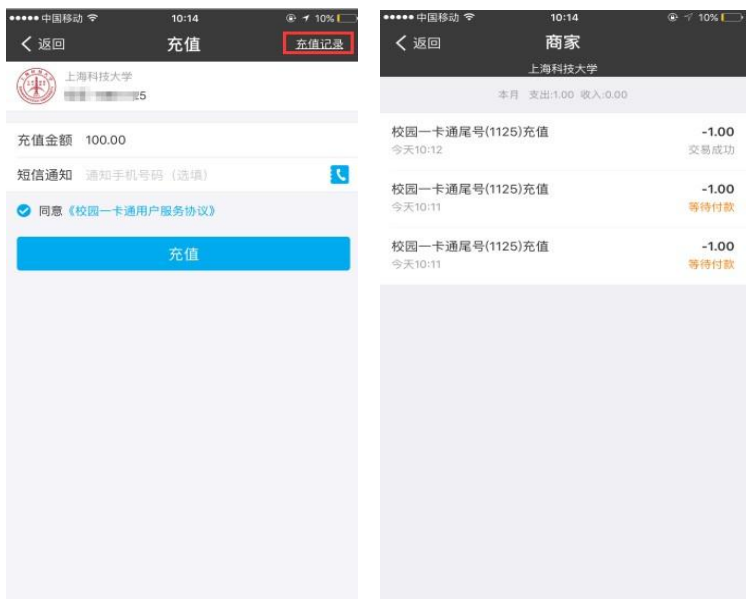 中国移动 10:14 10%
返回 充值 充值记录
上海科技大学
25
充值金额 100.00
短信通知 通知手机号码（选填）
同意《校园一卡通用户服务协议》
充值
中国移动 10:14 10%
返回 商家
上海科技大学
本月 支出:1.00 收入:0.00
校园一卡通尾号(1125)充值 -1.00
今天10:12 交易成功
校园一卡通尾号(1125)充值 -1.00
今天10:11 等待付款
校园一卡通尾号(1125)充值 -1.00
今天10:11 等待付款